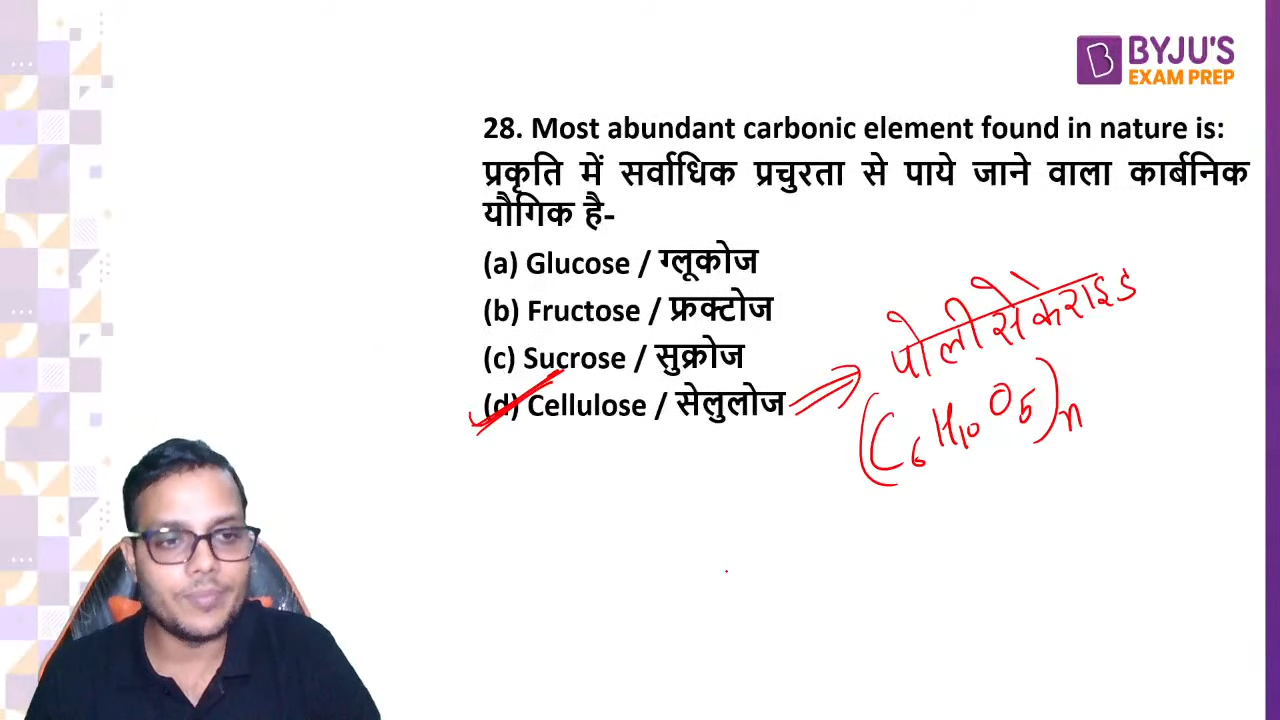 BYJU'S
EXAM PREP
28. Most abundant carbonic element found in nature is:
प्रकृति में सर्वाधिक प्रचुरता से पाये जाने वाला कार्बनिक
यौगिक है-
(a) Glucose / ग्लूकोज
(b) Fructose / फ्रक्टोज
(c) Sucrose / सुक्रोज
(d) Cellulose / सेलुलोज
पोलीसेकेराइड
(C₆H₁₀O₅)n